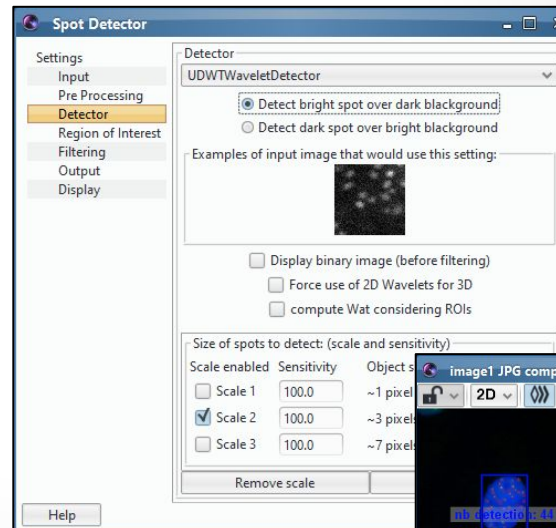 Spot Detector
Settings
Input
Pre Processing
Detector
Region of Interest
Filtering
Output
Display
Help
Detector
UDWTWaveletDetector
Detect bright spot over dark blackground
Detect dark spot over bright blackground
Examples of input image that would use this setting:
Display binary image (before filtering)
Force use of 2D Wavelets for 3D
compute Wat considering ROIs
Size of spots to detect: (scale and sensitivity)
Scale enabled Sensitivity Object s
Scale 1 100.0 ~1 pixel
Scale 2 100.0 ~3 pixels
Scale 3 100.0 ~7 pixels
Remove scale
image1 JPG comp
2D
nb detection: 44